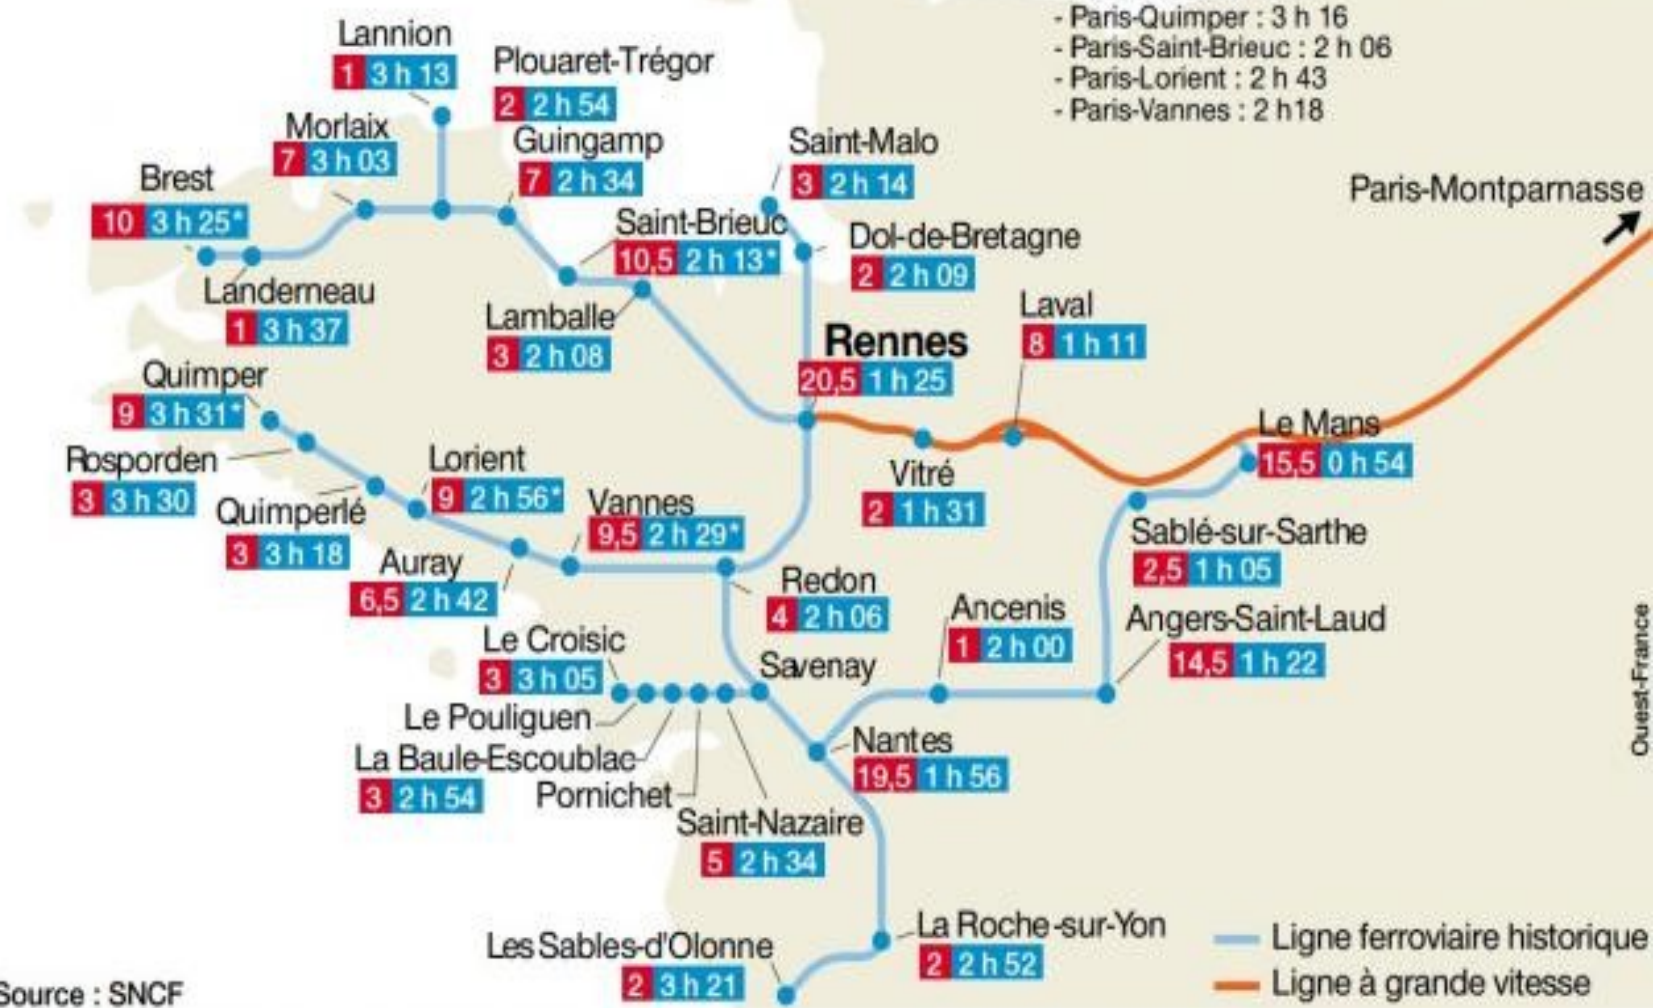 - Paris-Quimper : 3 h 16
- Paris-Saint-Brieuc : 2 h 06
- Paris-Lorient : 2 h 43
- Paris-Vannes : 2 h18
Lannion
1 3 h 13
Plouaret-Trégor
2 2 h 54
Morlaix
7 3 h 03
Guingamp
7 2 h 34
Saint-Malo
3 2 h 14
Brest
10 3 h 25*
Paris-Montparnasse
Saint-Brieuc
10,5 2 h 13*
Dol-de-Bretagne
2 2 h 09
Landerneau
1 3 h 37
Lamballe
3 2 h 08
Laval
8 1 h 11
Rennes
20,5 1 h 25
Quimper
9 3 h 31*
Le Mans
15,5 0 h 54
Rosporden
3 3 h 30
Lorient
9 2 h 56*
Vitré
2 1 h 31
Quimperlé
3 3 h 18
Vannes
9,5 2 h 29*
Sablé-sur-Sarthe
2,5 1 h 05
Auray
6,5 2 h 42
Redon
4 2 h 06
Ancenis
1 2 h 00
Angers-Saint-Laud
14,5 1 h 22
Le Croisic
3 3 h 05
Savenay
Le Pouliguen
La Baule-Escoublac
3 2 h 54
Pornichet
Nantes
19,5 1 h 56
Saint-Nazaire
5 2 h 34
Ouest-France
Les Sables-d'Olonne
2 3 h 21
La Roche-sur-Yon
2 2 h 52
Ligne ferroviaire historique
Ligne à grande vitesse
Source : SNCF